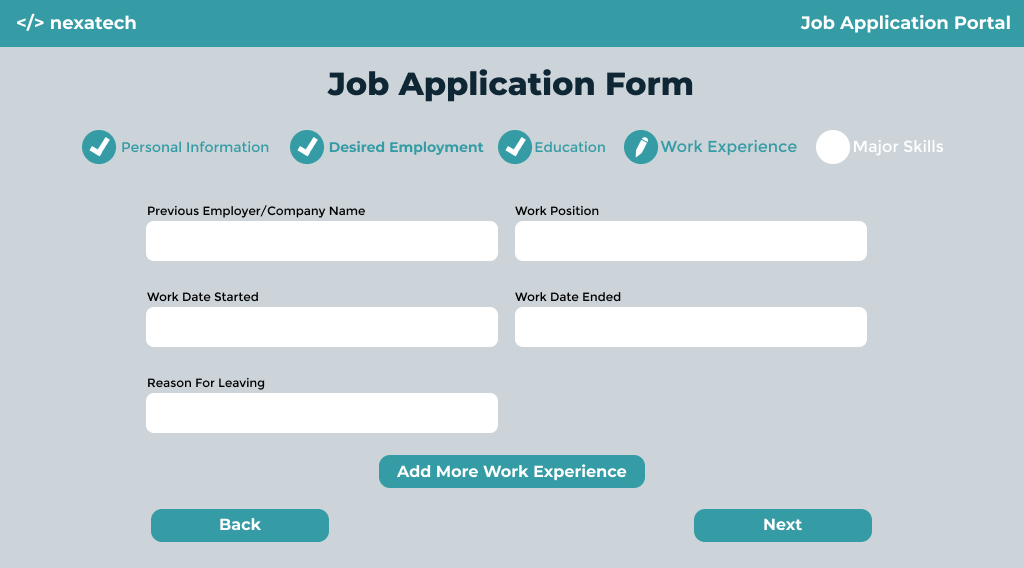 </> nexatech
Job Application Portal
Job Application Form
Personal Information
Desired Employment
Education
Work Experience
Major Skills
Previous Employer/Company Name
Work Position
Work Date Started
Work Date Ended
Reason For Leaving
Add More Work Experience
Back
Next